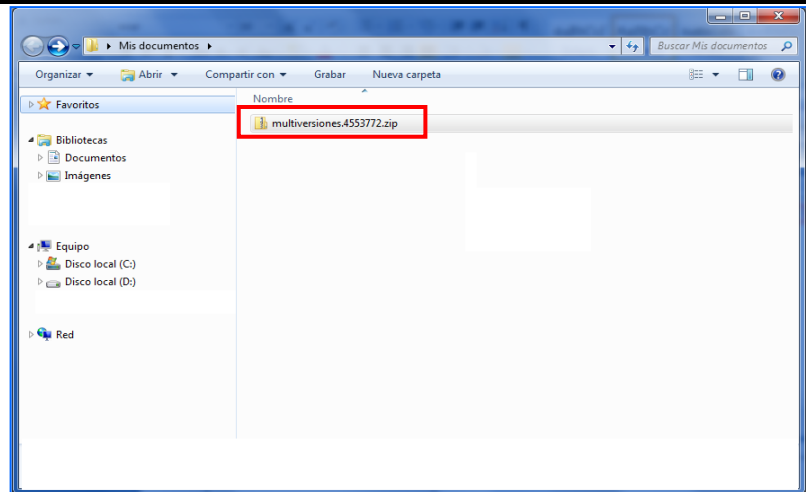 Mis documentos
Buscar Mis documentos
Organizar Abrir Compartir con Grabar Nueva carpeta
Favoritos
Nombre
multiversiones.4553772.zip
Bibliotecas
Documentos
Imágenes
Equipo
Disco local (C:)
Disco local (D:)
Red